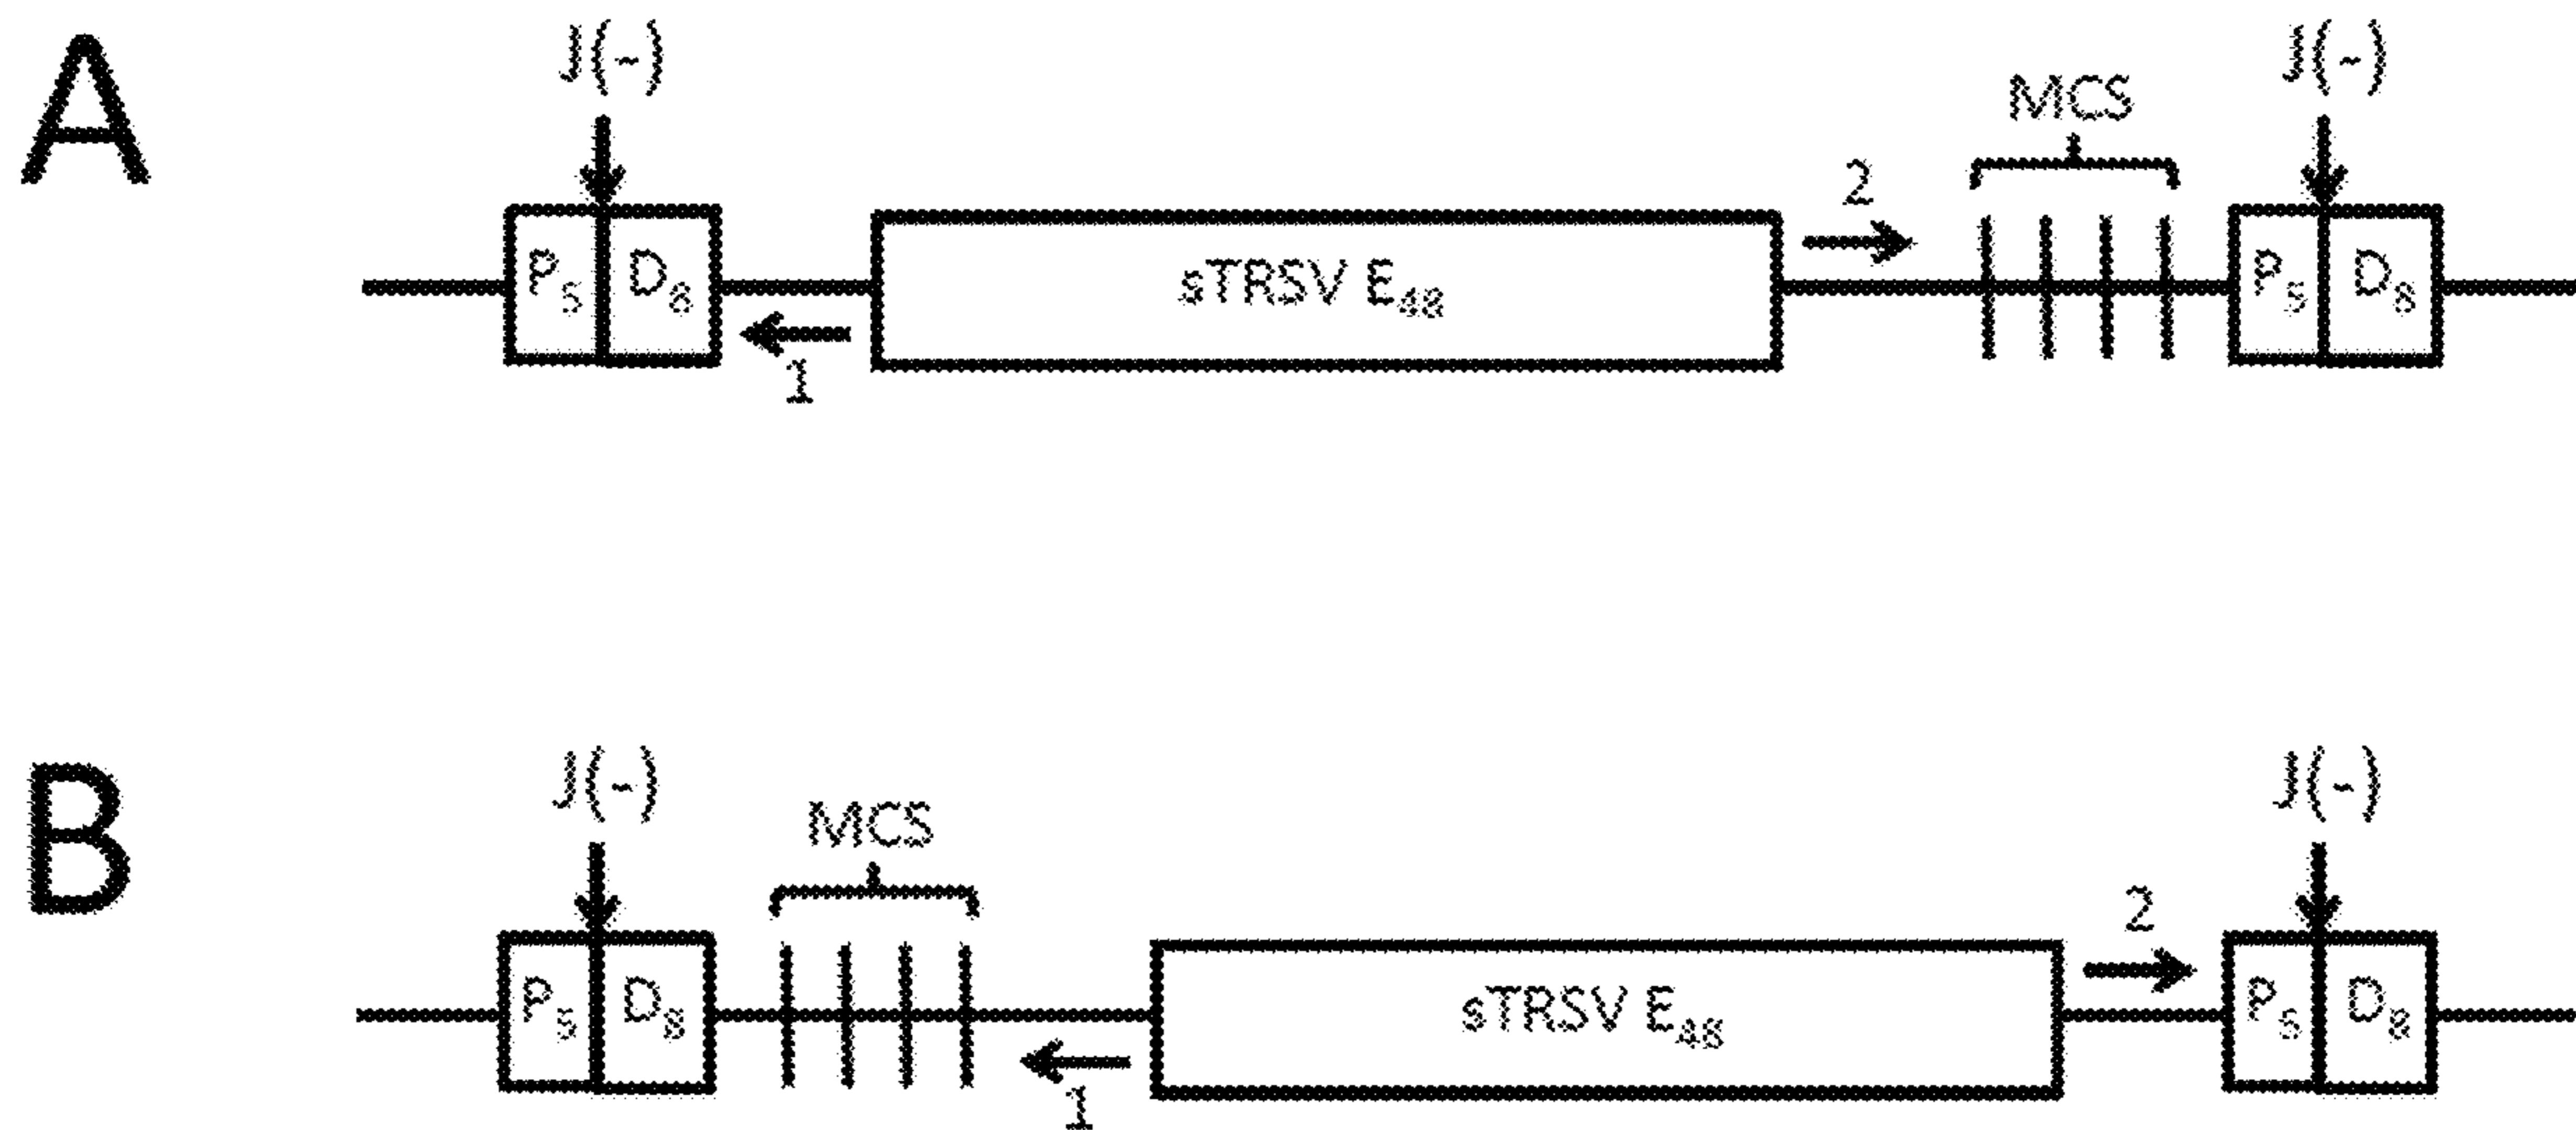 A
J(-) J(-)
MCS
2
P5 D8 sTRSV E48 P5 D8
1
B
J(-) J(-)
MCS
2
P5 D8 sTRSV E48 P5 D8
1